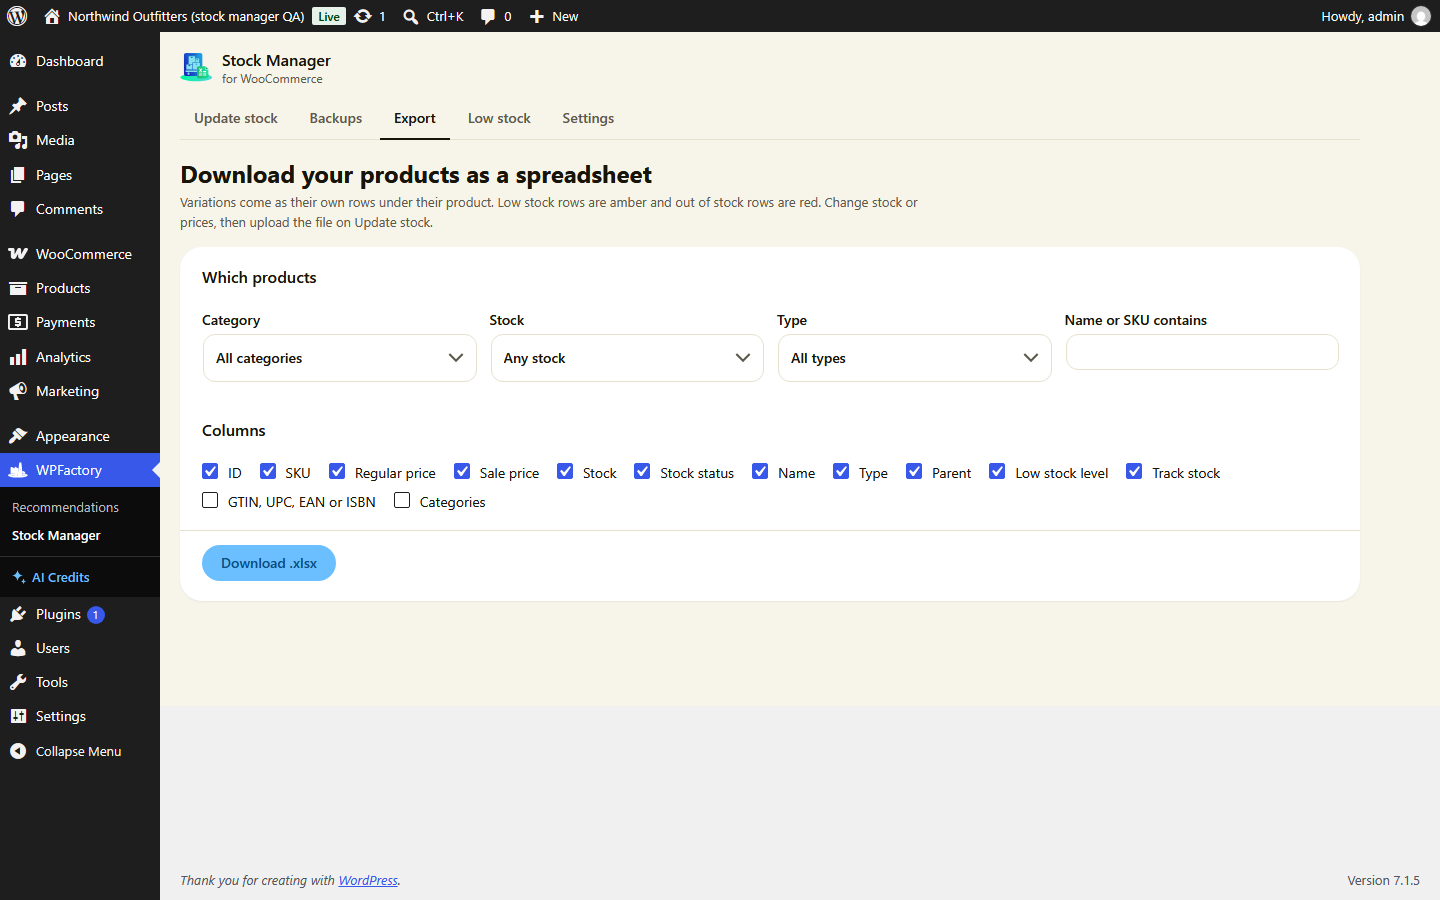 Northwind Outfitters (stock manager QA) Live 1 Ctrl+K 0 New Howdy, admin
Dashboard
Posts
Media
Pages
Comments
WooCommerce
Products
Payments
Analytics
Marketing
Appearance
WPFactory
Recommendations
Stock Manager
AI Credits
Plugins 1
Users
Tools
Settings
Collapse Menu
Stock Manager
for WooCommerce
Update stock Backups Export Low stock Settings
Download your products as a spreadsheet
Variations come as their own rows under their product. Low stock rows are amber and out of stock rows are red. Change stock or
prices, then upload the file on Update stock.
Which products
Category Stock Type Name or SKU contains
All categories Any stock All types
Columns
ID SKU Regular price Sale price Stock Stock status Name Type Parent Low stock level Track stock
GTIN, UPC, EAN or ISBN Categories
Download .xlsx
Thank you for creating with WordPress. Version 7.1.5